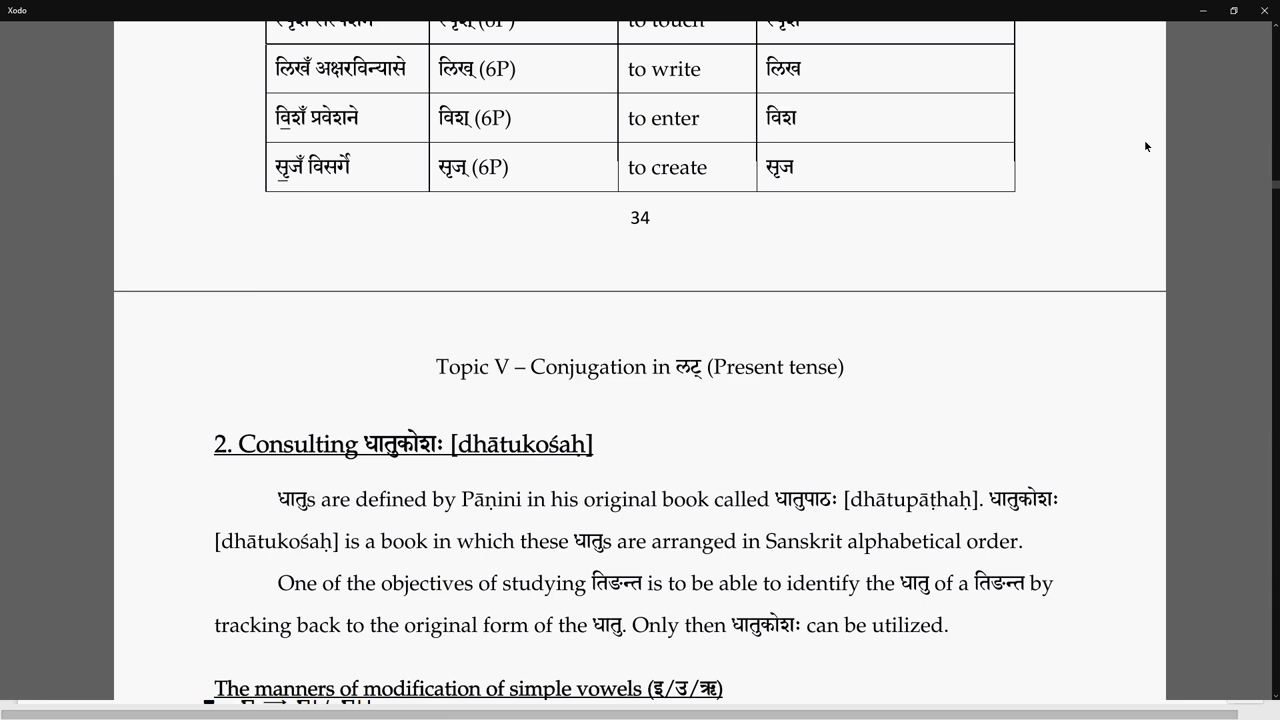 Xodo
to touch
लिखँ अक्षरविन्यासे लिख् (6P) to write लिख
विशँ प्रवेशने विश् (6P) to enter विश
सृजँ विसर्गे सृज् (6P) to create सृज
34
Topic V – Conjugation in लट् (Present tense)
2. Consulting धातुकोशः [dhātukośaḥ]
धातुs are defined by Pāṇini in his original book called धातुपाठः [dhātupāṭhaḥ]. धातुकोशः
[dhātukośaḥ] is a book in which these धातुs are arranged in Sanskrit alphabetical order.
One of the objectives of studying तिङन्त is to be able to identify the धातु of a तिङन्त by
tracking back to the original form of the धातु. Only then धातुकोशः can be utilized.
The manners of modification of simple vowels (इ/उ/ऋ)